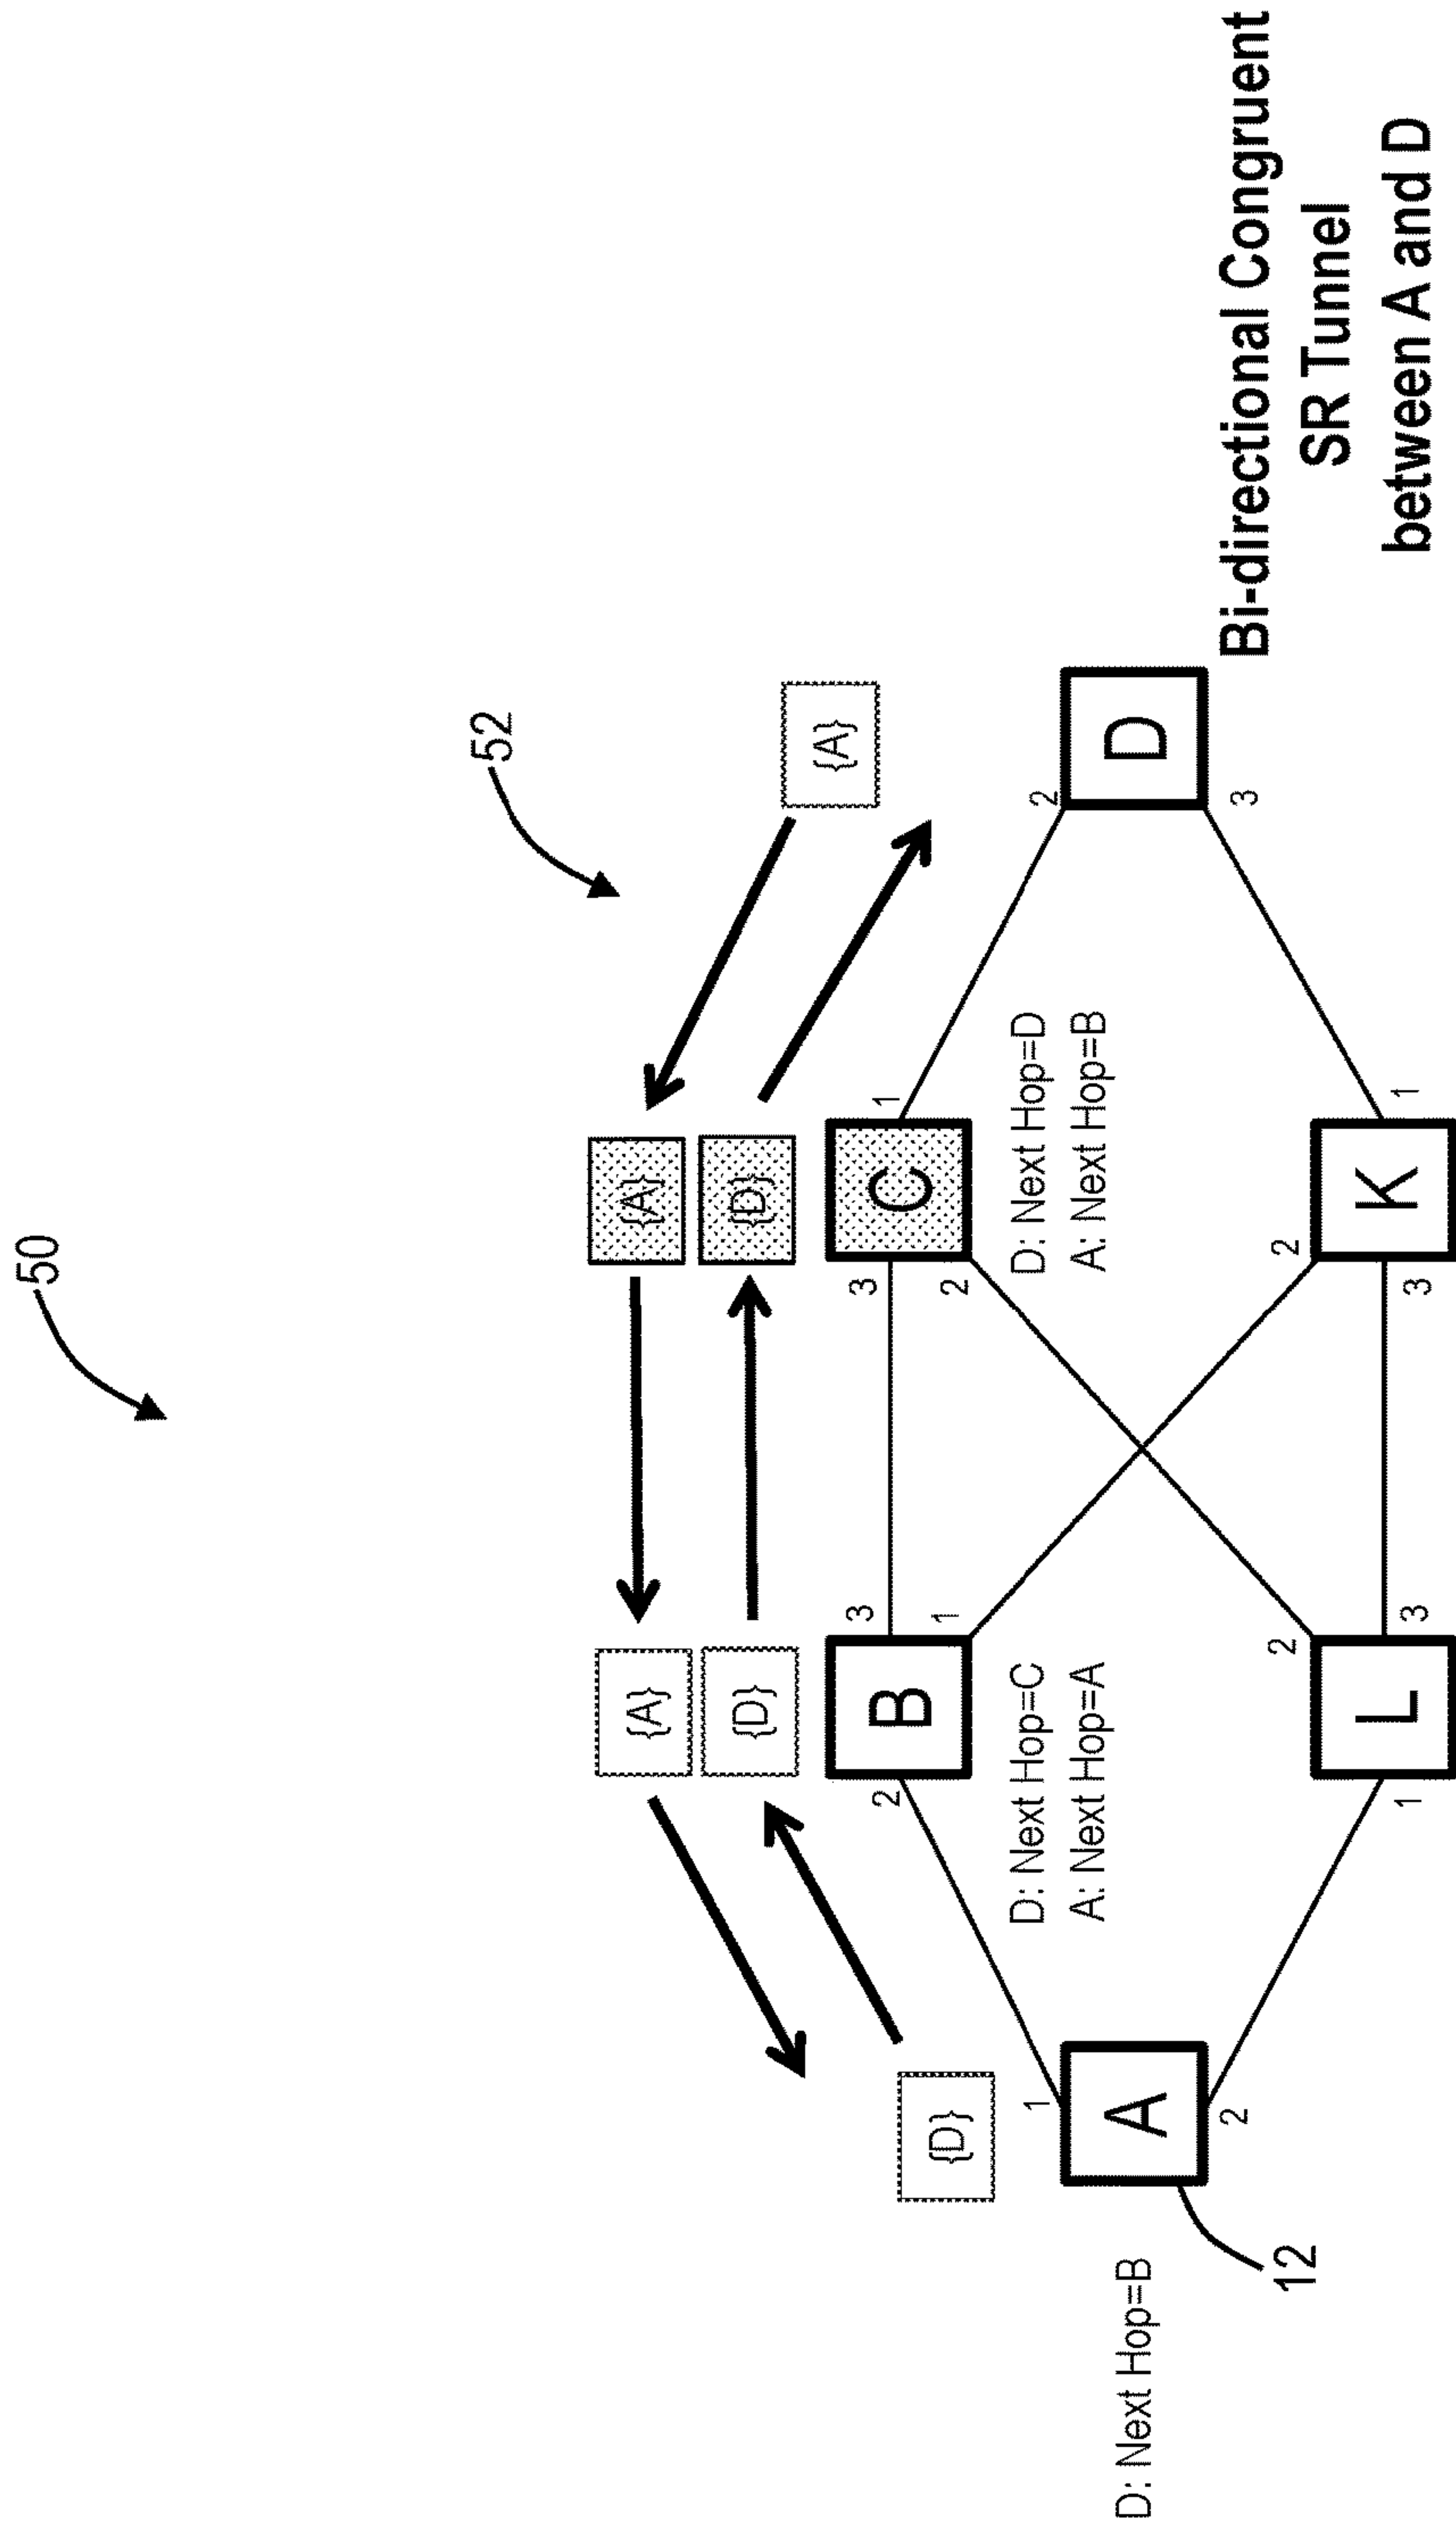 50
52
{A}
{A}
{A}
{D}
{D}
{D}
B
2
3
1
C
3
2
1
A
1
2
D
2
3
L
1
2
3
K
2
3
1
D: Next Hop=B
D: Next Hop=C
A: Next Hop=A
D: Next Hop=D
A: Next Hop=B
12
Bi-directional Congruent
SR Tunnel
between A and D